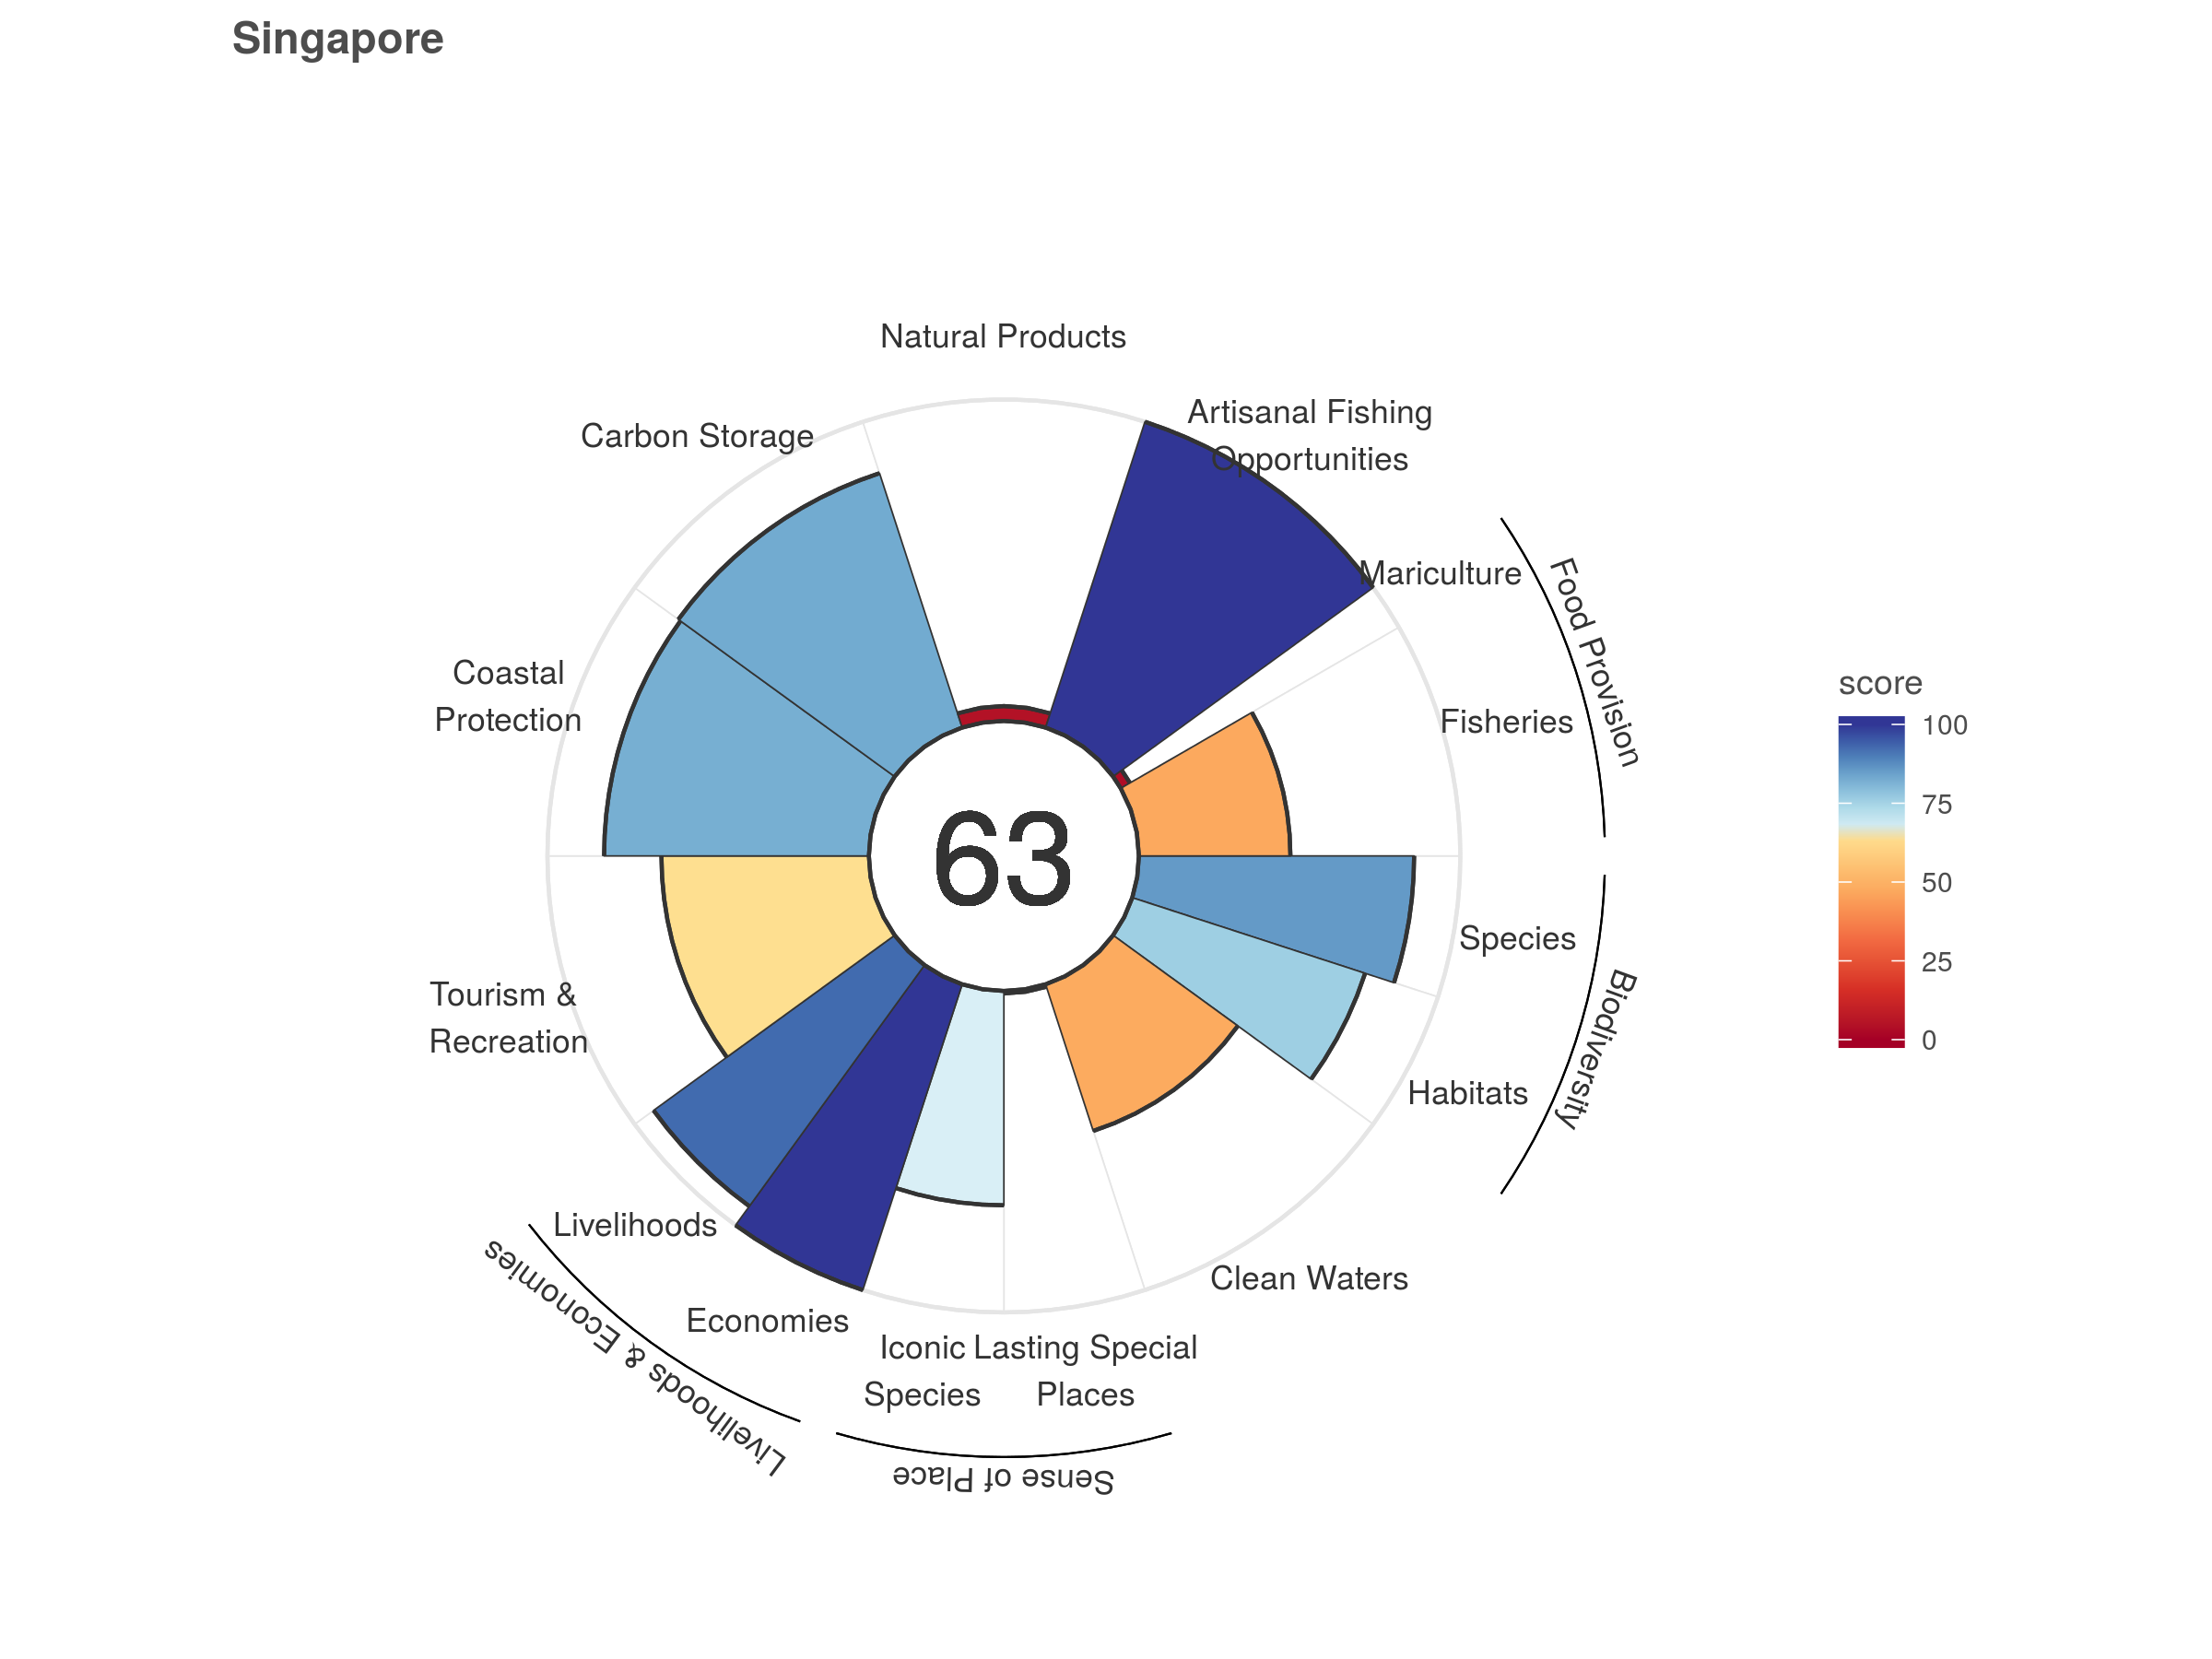 Singapore
Natural Products
Artisanal Fishing
Opportunities
Carbon Storage
Mariculture
Food Provision
Coastal
Protection
Fisheries
score
100
75
50
25
0
63
Species
Biodiversity
Tourism &
Recreation
Habitats
Livelihoods
Clean Waters
Economies
Livelihoods & Economies
Iconic
Species
Lasting Special
Places
Sense of Place